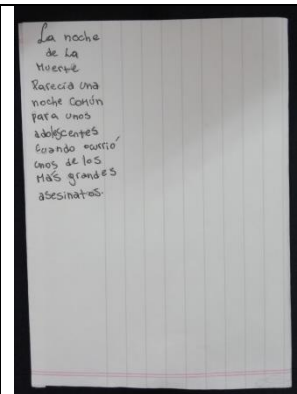 La noche
de La
Muerte
Parecía una
noche común
para unos
adolescentes
cuando ocurrió
unos de los
Más grandes
asesinatos.